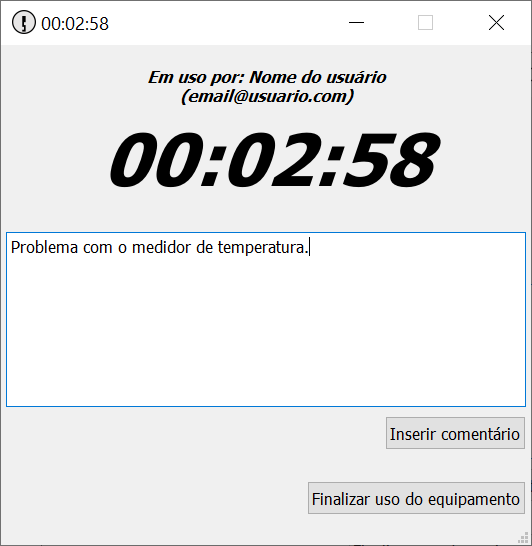 00:02:58
Em uso por: Nome do usuário
(email@usuario.com)
00:02:58
Problema com o medidor de temperatura.
Inserir comentário
Finalizar uso do equipamento